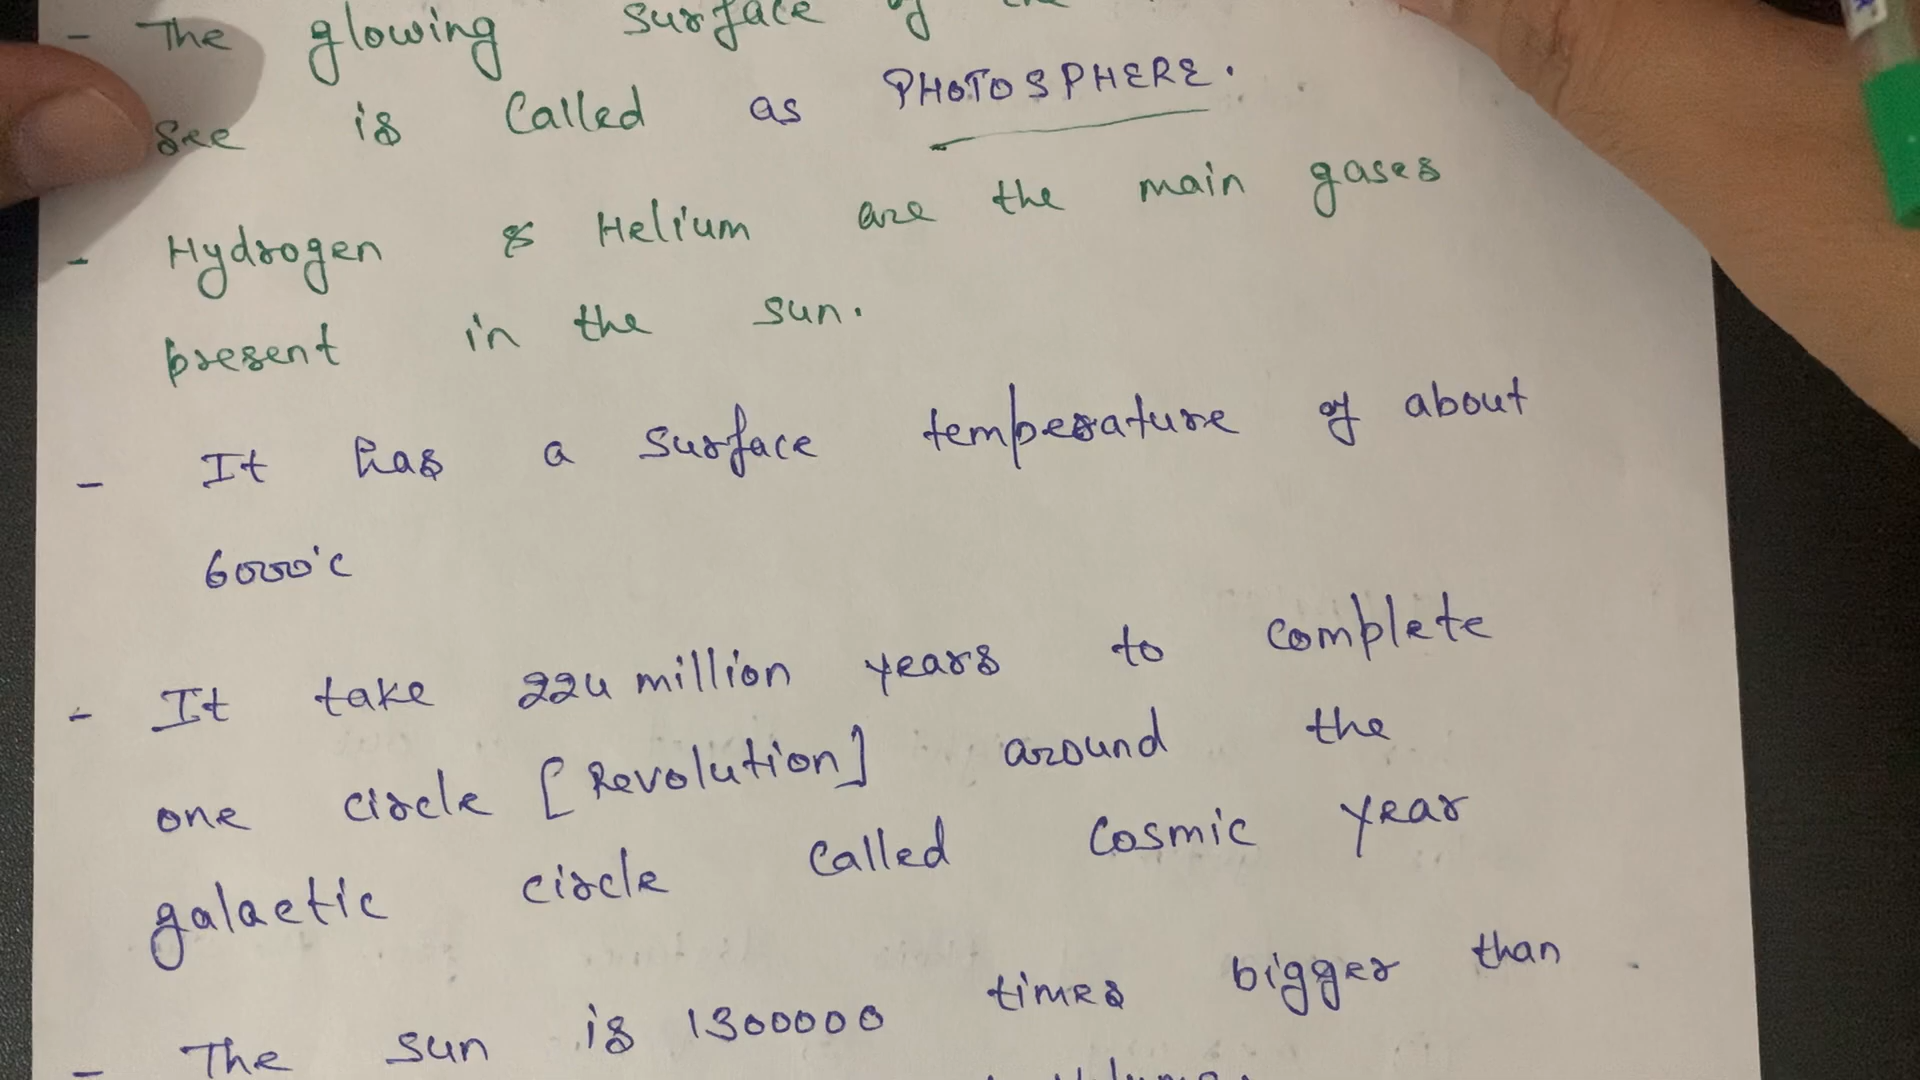 - The glowing surface of the
see is called as PHOTOSPHERE.
- Hydrogen & Helium are the main gases
present in the sun.
- It has a surface temperature of about
6000°c
- It take 224 million years to complete
one circle [Revolution] around the
galactic circle called cosmic year
- The sun is 1300000 times bigger than